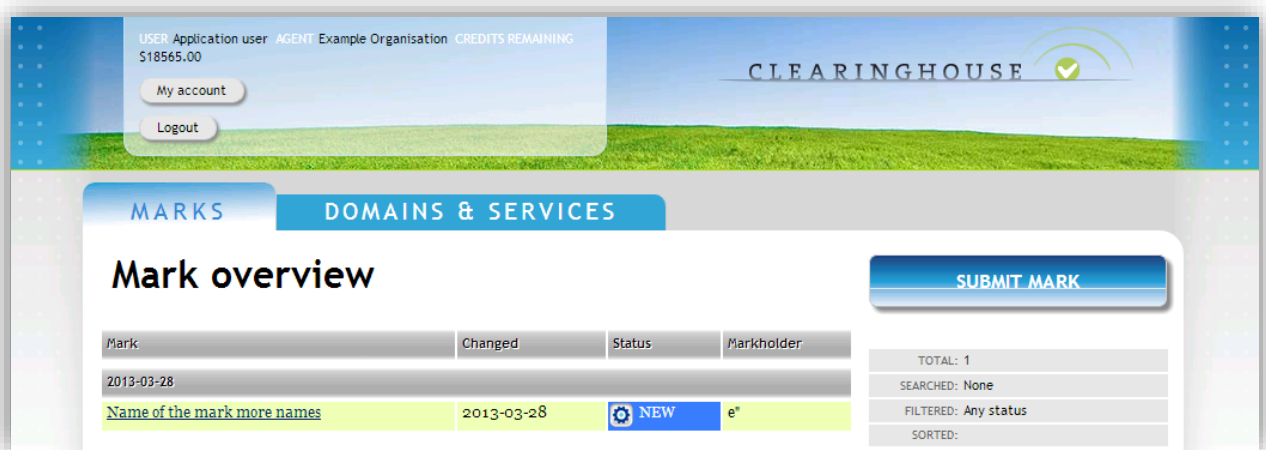 USER Application user AGENT Example Organisation CREDITS REMAINING
$18565.00
My account
Logout
CLEARINGHOUSE
MARKS
DOMAINS & SERVICES
Mark overview
SUBMIT MARK
Mark Changed Status Markholder
2013-03-28
Name of the mark more names 2013-03-28 NEW e"
TOTAL: 1
SEARCHED: None
FILTERED: Any status
SORTED: